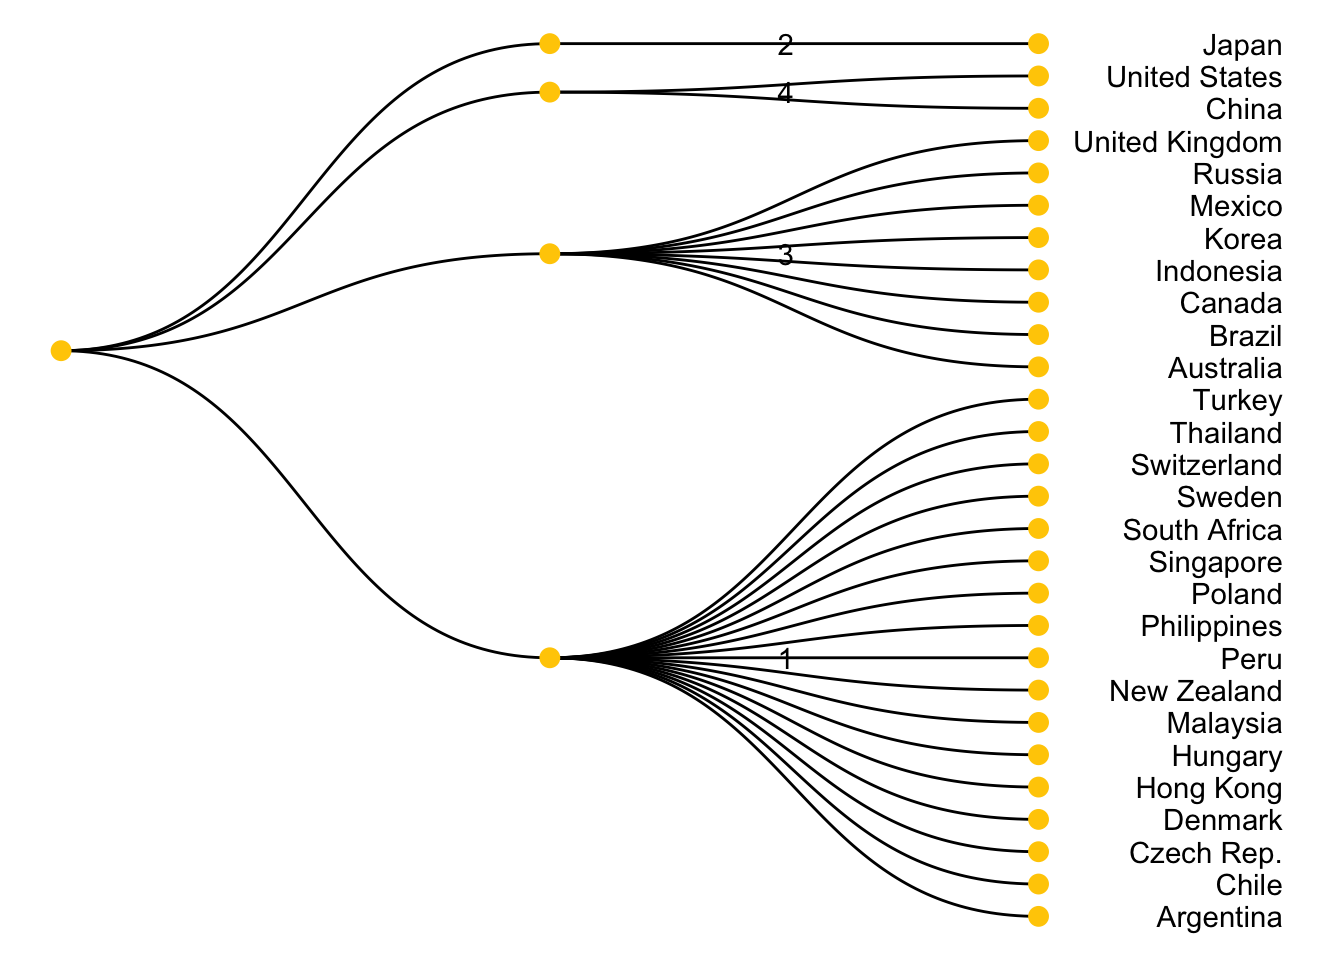 2 Japan
United States
4 China
United Kingdom
Russia
Mexico
Korea
3 Indonesia
Canada
Brazil
Australia
Turkey
Thailand
Switzerland
Sweden
South Africa
Singapore
Poland
Philippines
1 Peru
New Zealand
Malaysia
Hungary
Hong Kong
Denmark
Czech Rep.
Chile
Argentina